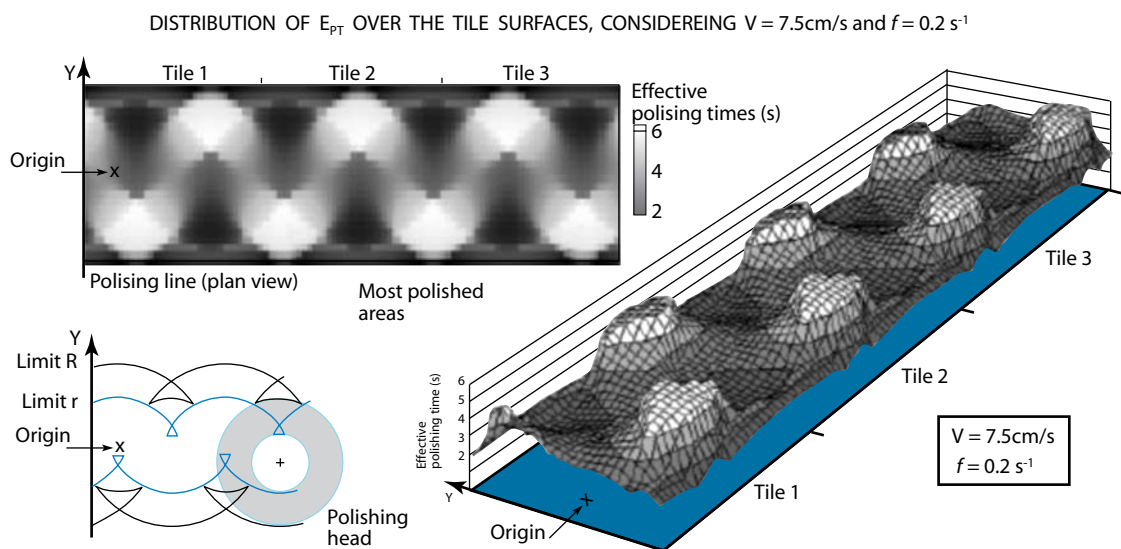 DISTRIBUTION OF E_PT OVER THE TILE SURFACES, CONSIDEREING V = 7.5cm/s and f = 0.2 s⁻¹
Y
Tile 1
Tile 2
Tile 3
Origin
x
Polising line (plan view)
Most polished
areas
Effective
polising times (s)
6
4
2
Y
Limit R
Limit r
Origin
x
+
Polishing
head
Effective
polishing time (s)
6
5
4
3
2
Y
x
Origin
Tile 1
Tile 2
Tile 3
V = 7.5cm/s
f = 0.2 s⁻¹